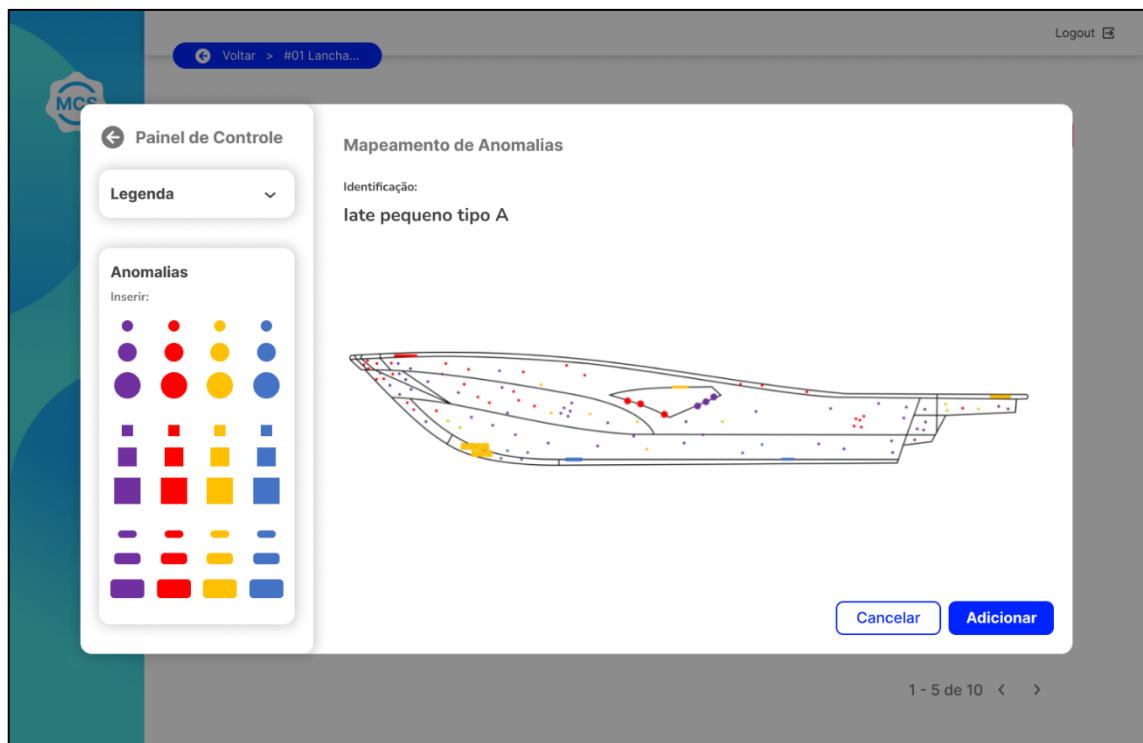 Logout
Voltar > #01 Lancha...
MCS
Painel de Controle
Legenda
Anomalias
Inserir:
Mapeamento de Anomalias
Identificação:
Iate pequeno tipo A
Cancelar
Adicionar
1 - 5 de 10